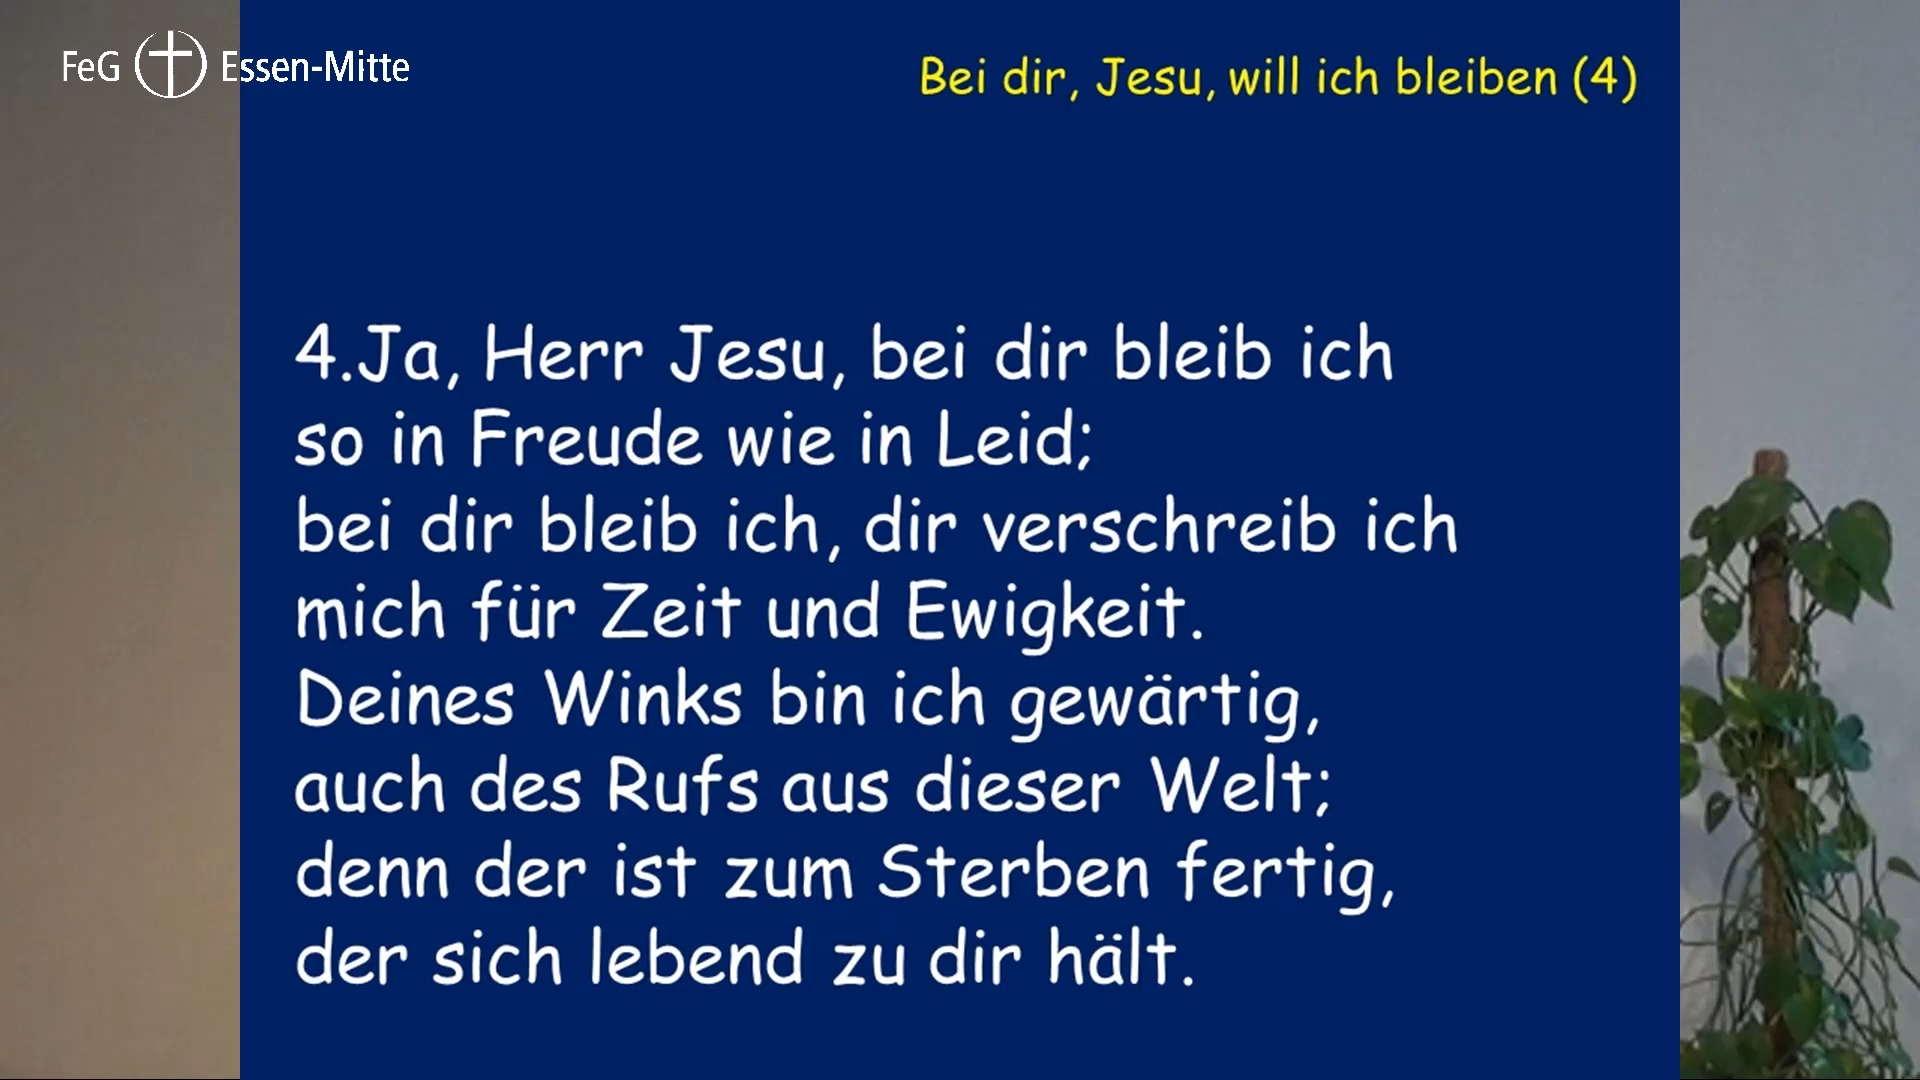 FeG Essen-Mitte
Bei dir, Jesu, will ich bleiben (4)
4.Ja, Herr Jesu, bei dir bleib ich
so in Freude wie in Leid;
bei dir bleib ich, dir verschreib ich
mich für Zeit und Ewigkeit.
Deines Winks bin ich gewärtig,
auch des Rufs aus dieser Welt;
denn der ist zum Sterben fertig,
der sich lebend zu dir hält.